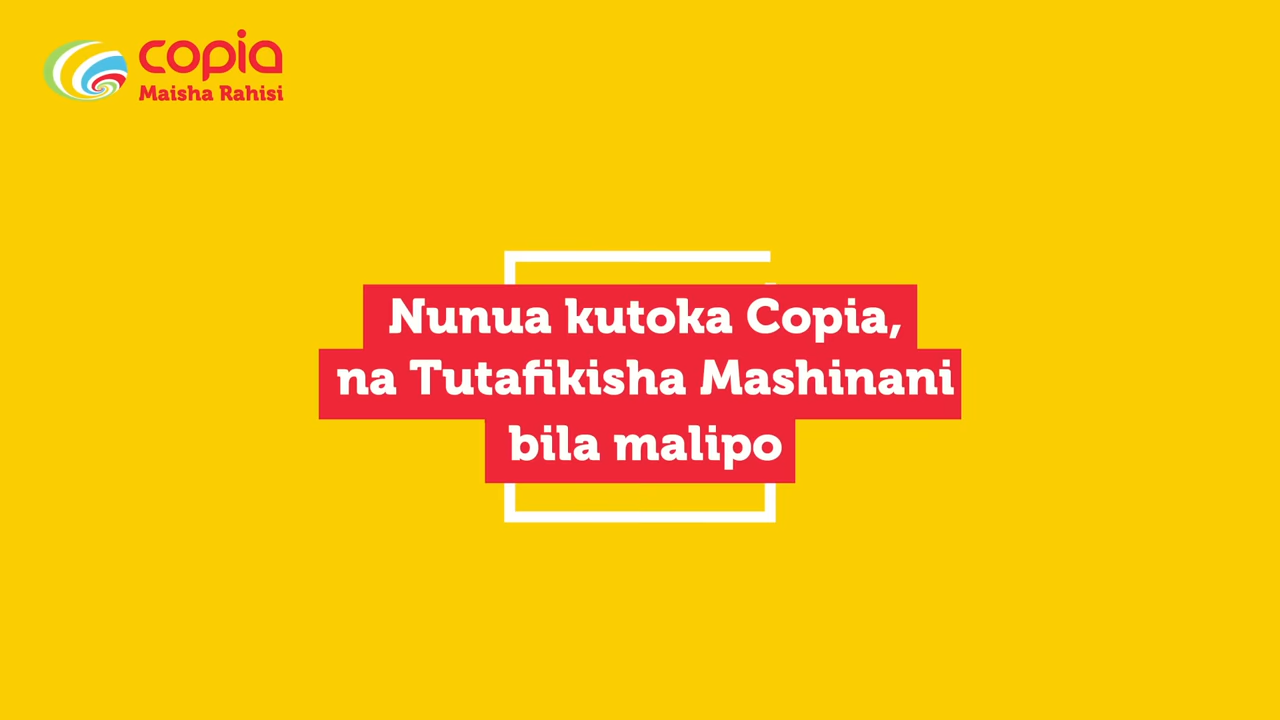 copia
Maisha Rahisi
Nunua kutoka Copia,
na Tutafikisha Mashinani
bila malipo